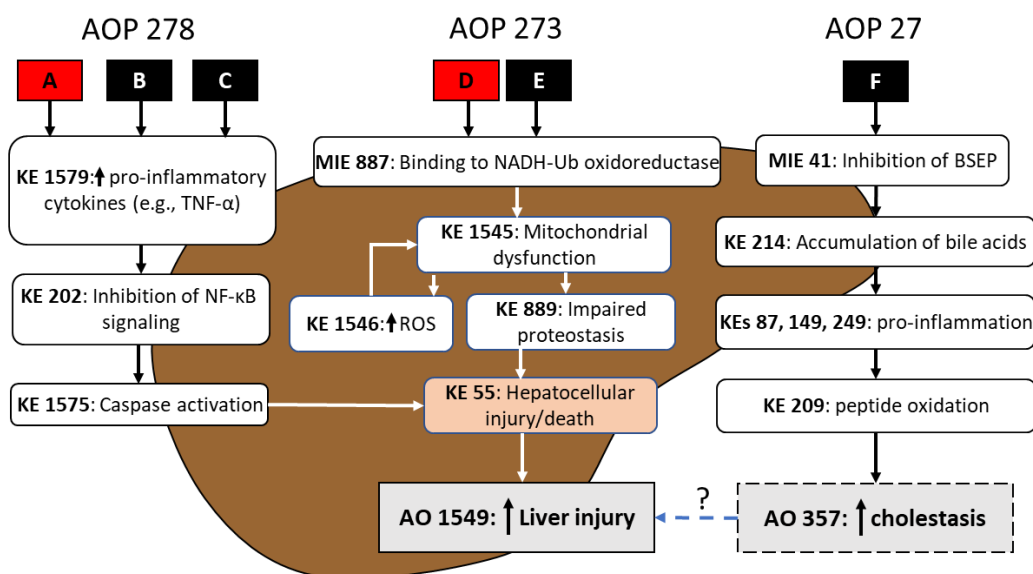 AOP 278
AOP 273
AOP 27
A
B
C
D
E
F
KE 1579:↑ pro-inflammatory
cytokines (e.g., TNF-α)
KE 202: Inhibition of NF-κB
signaling
KE 1575: Caspase activation
MIE 887: Binding to NADH-Ub oxidoreductase
KE 1545: Mitochondrial
dysfunction
KE 1546:↑ROS
KE 889: Impaired
proteostasis
KE 55: Hepatocellular
injury/death
AO 1549: ↑ Liver injury
MIE 41: Inhibition of BSEP
KE 214: Accumulation of bile acids
KEs 87, 149, 249: pro-inflammation
KE 209: peptide oxidation
?
AO 357: ↑ cholestasis